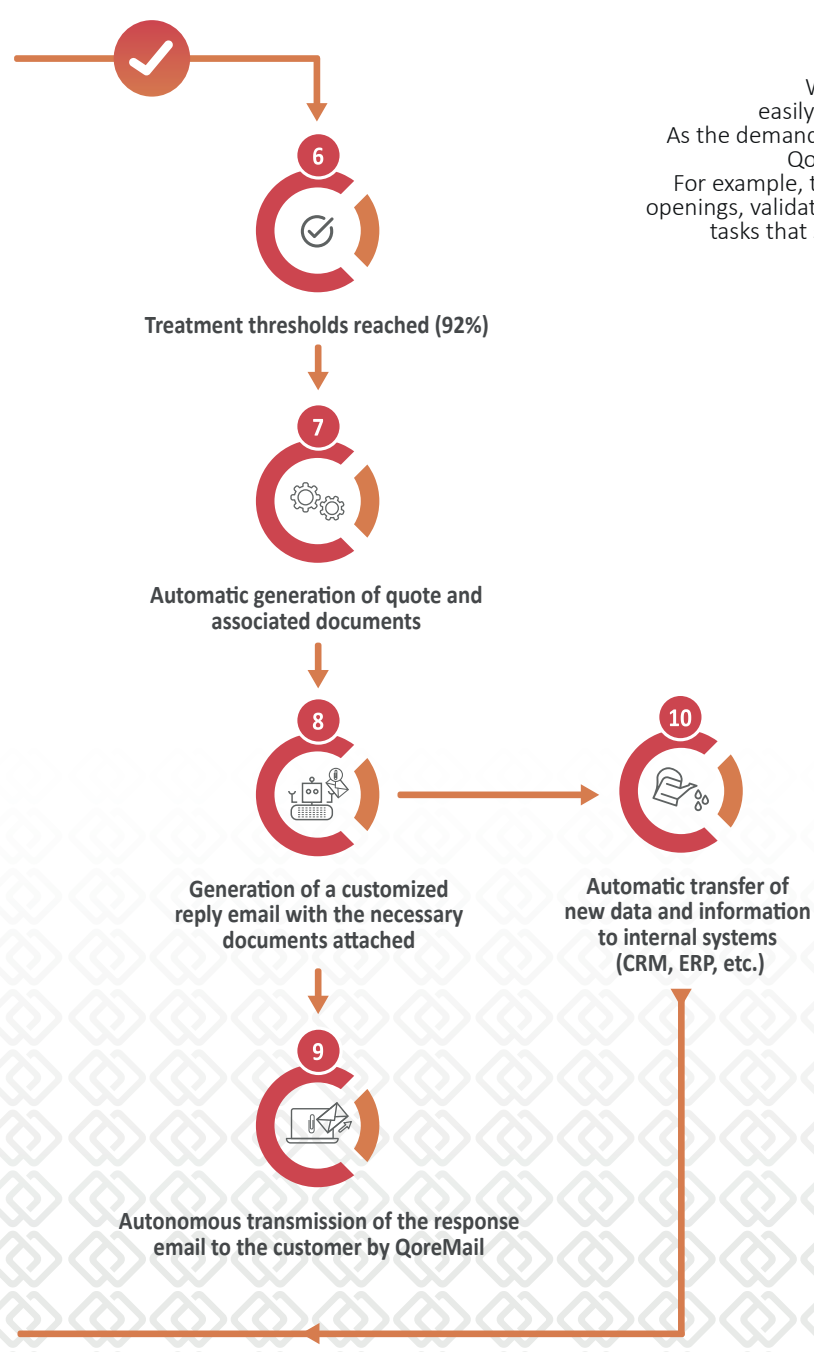 W
easily
As the demand
Qo
For example, t
openings, validat
tasks that
6
Treatment thresholds reached (92%)
7
Automatic generation of quote and
associated documents
8
Generation of a customized
reply email with the necessary
documents attached
10
Automatic transfer of
new data and information
to internal systems
(CRM, ERP, etc.)
9
Autonomous transmission of the response
email to the customer by QoreMail